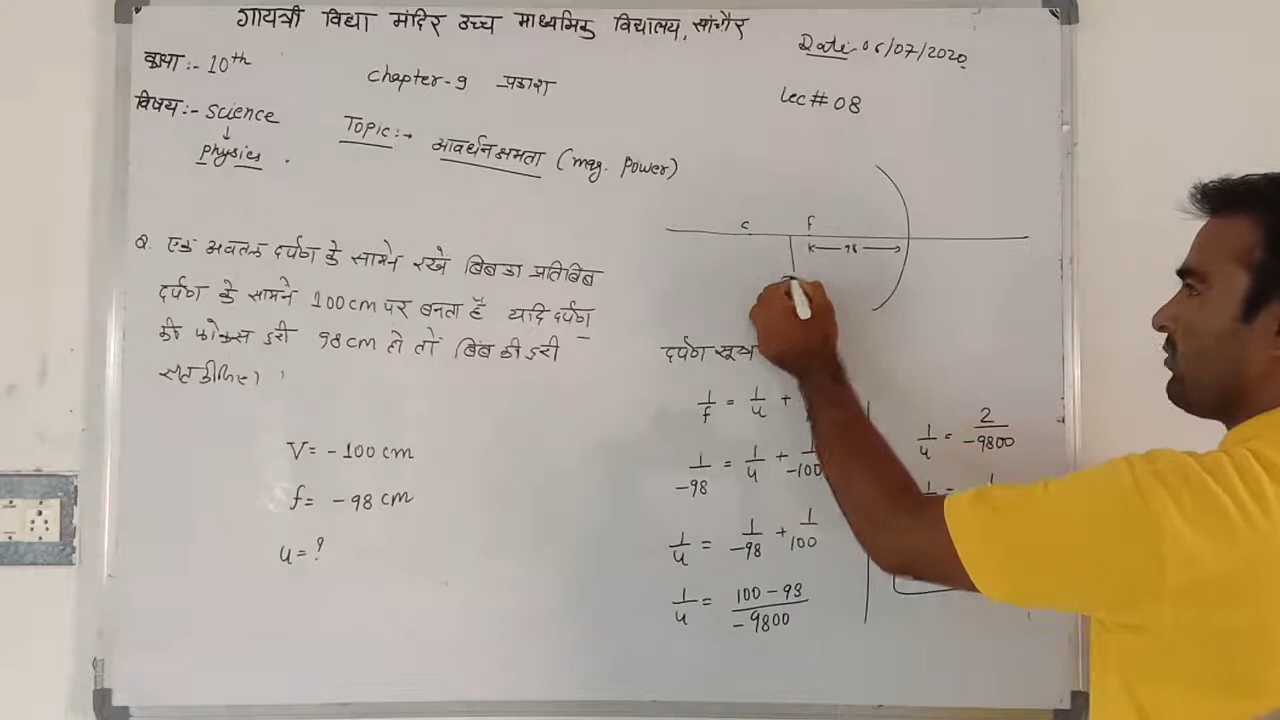 गायत्री विद्या मंदिर उच्च माध्यमिक विद्यालय, सांचौर
Date:- 06/07/2020
कक्षा :- 10th
Chapter-9 प्रकाश
Lec # 08
विषय :- Science
↓
Physics
Topic:→ आवर्धन क्षमता (mag. Power)
c f
98
Q. एक अवतल दर्पण के सामने रखे बिंब का प्रतिबिंब
दर्पण के सामने 100 cm पर बनता है यदि दर्पण
की फोकस दूरी 98 cm हो तो बिंब की दूरी
ज्ञात कीजिए।
V = -100 cm
f = -98 cm
u = ?
दर्पण सूत्र
1/f = 1/u +
1/-98 = 1/u + 1/-100
1/u = 1/-98 + 1/100
1/u = 100-98/-9800
1/u = 2/-9800